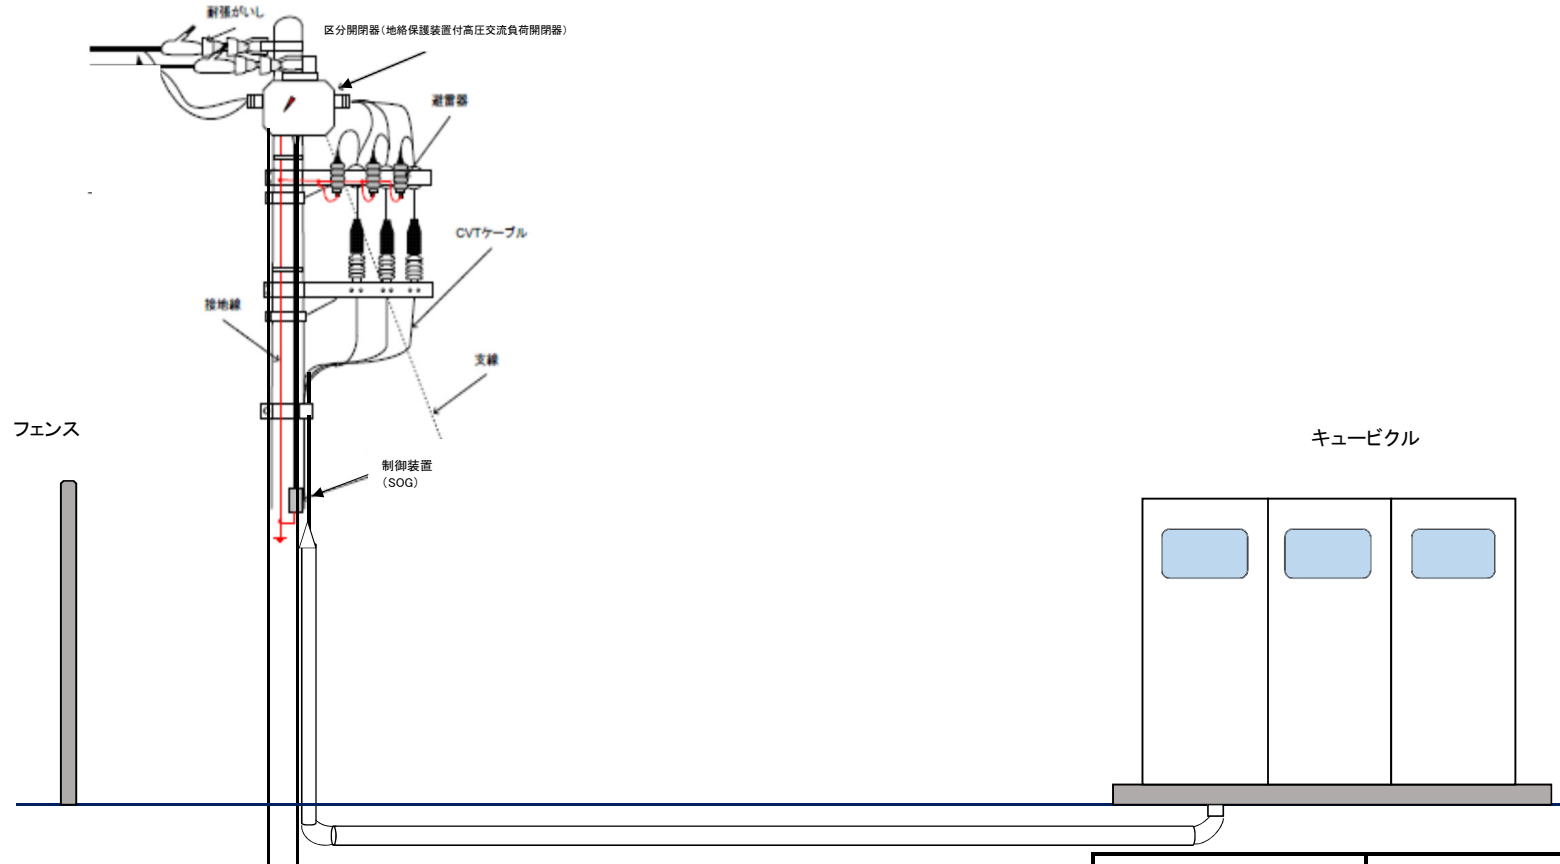 耐張がいし
区分開閉器(地絡保護装置付高圧交流負荷開閉器)
避雷器
CVTケーブル
接地線
支線
フェンス
キュービクル
制御装置
(SOG)